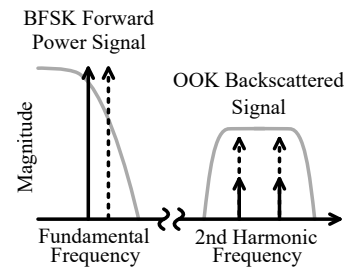 BFSK Forward
Power Signal
OOK Backscattered
Signal
Magnitude
Fundamental
Frequency
2nd Harmonic
Frequency